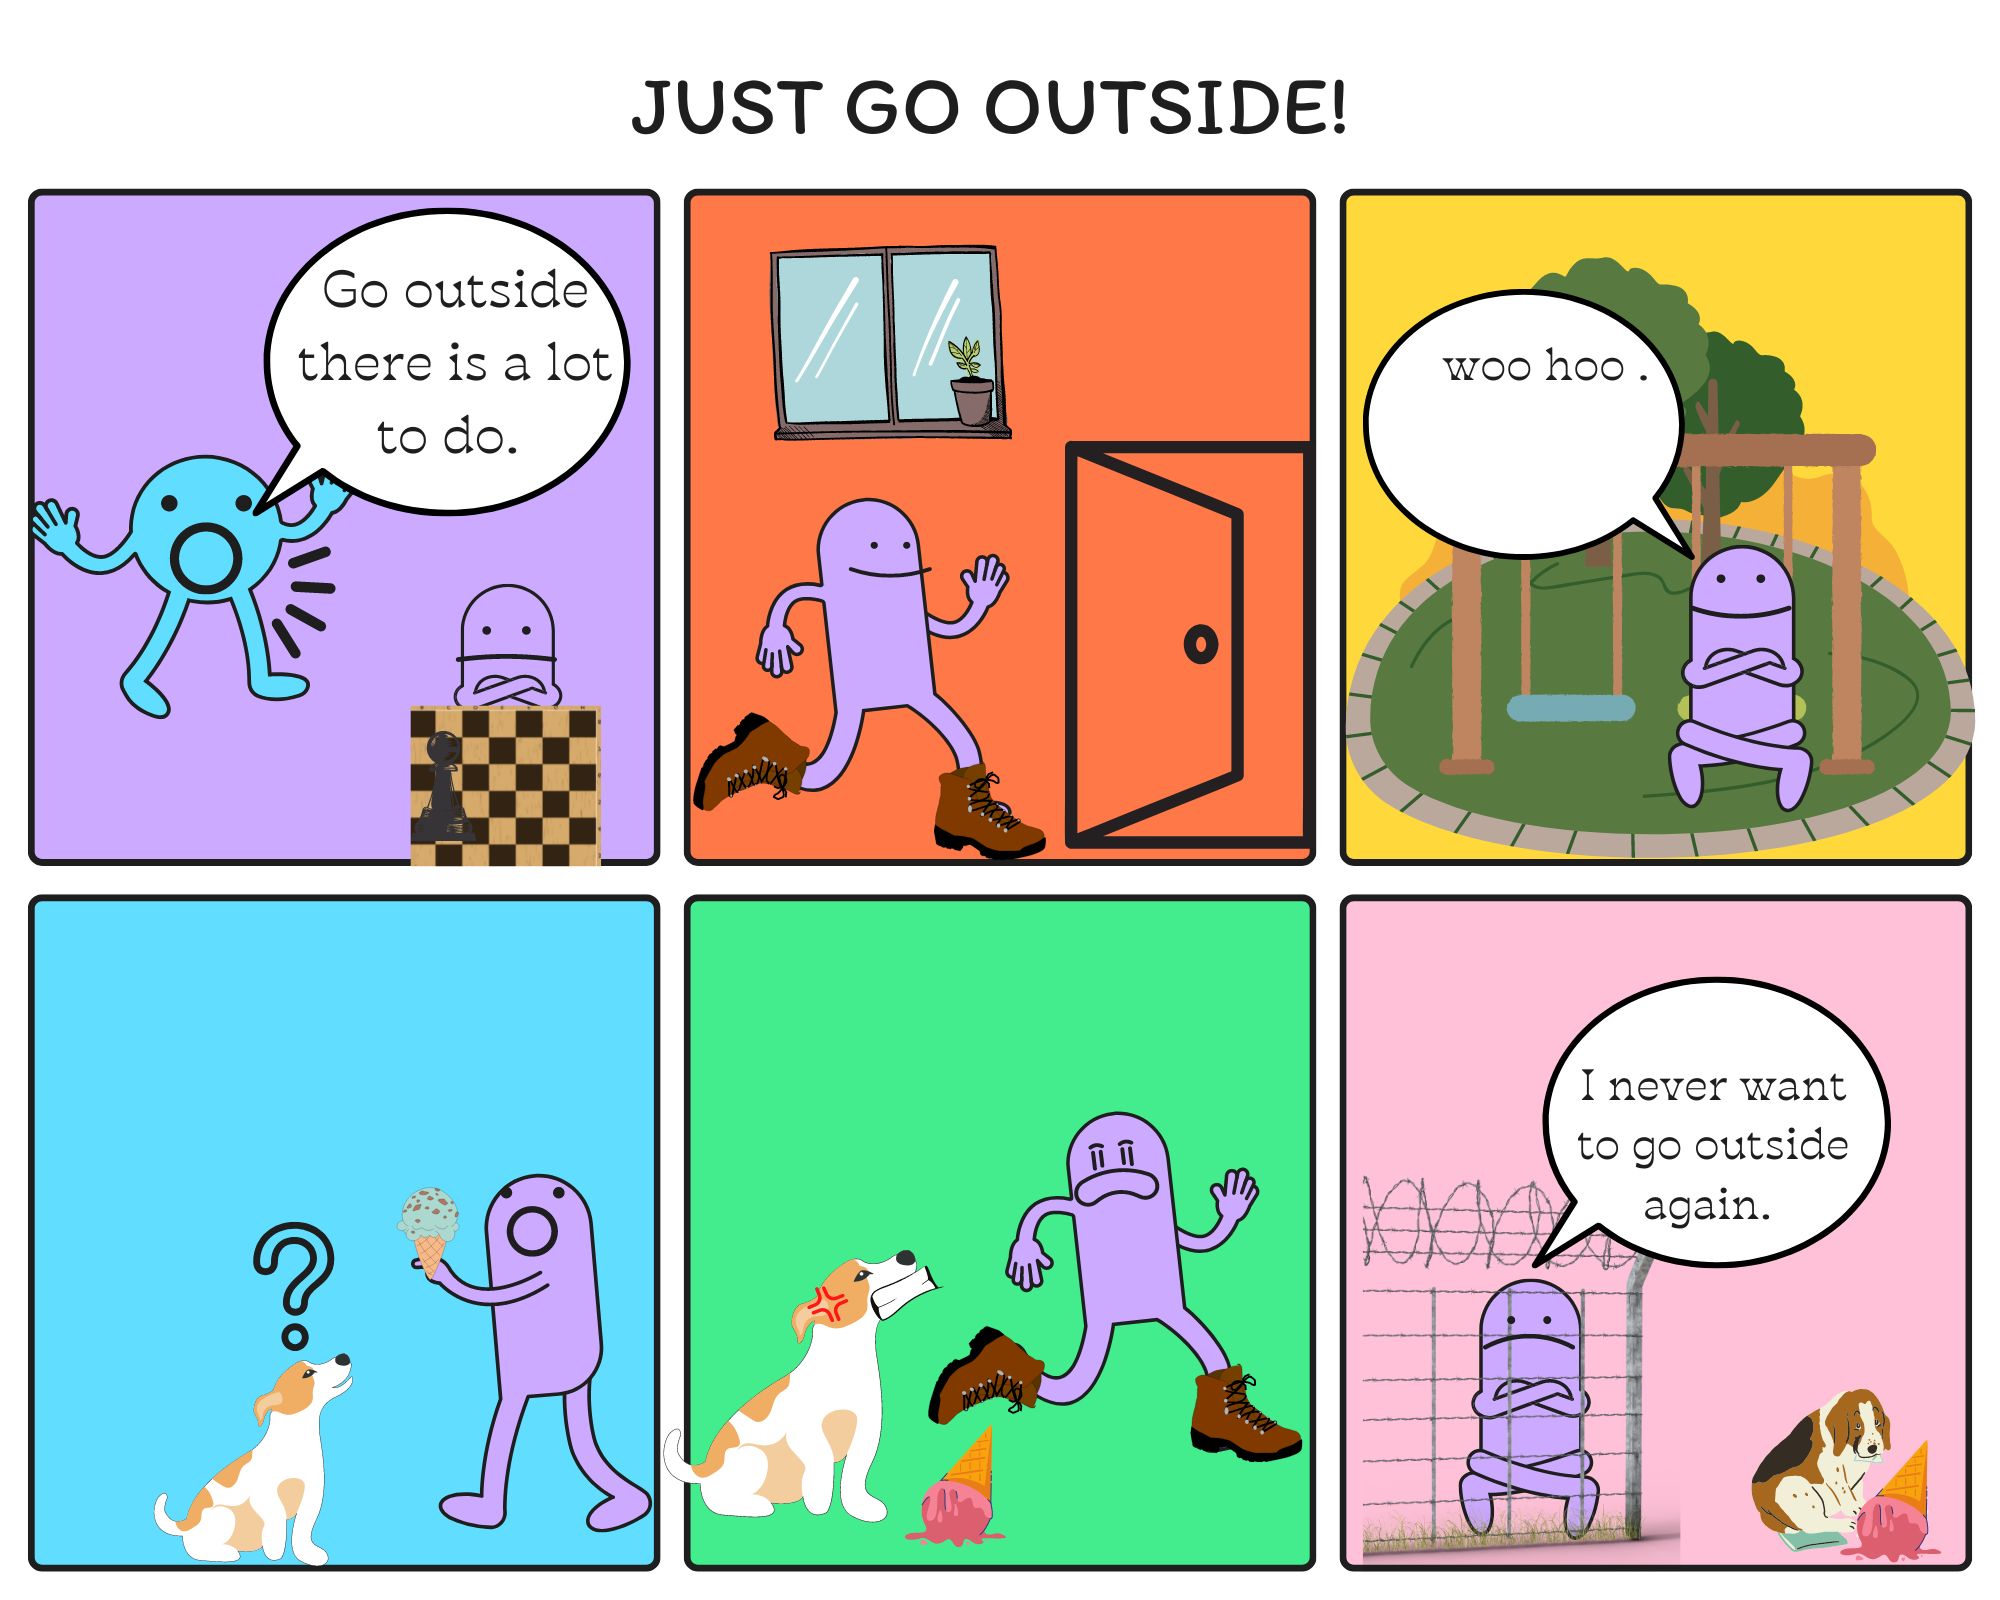 JUST GO OUTSIDE!
Go outside
there is a lot
to do.
woo hoo .
?
I never want
to go outside
again.